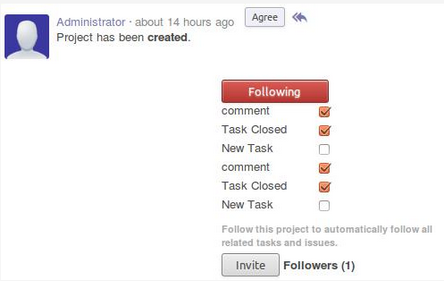 Administrator · about 14 hours ago Agree
Project has been created.
Following
comment
Task Closed
New Task
comment
Task Closed
New Task
Follow this project to automatically follow all
related tasks and issues.
Invite Followers (1)